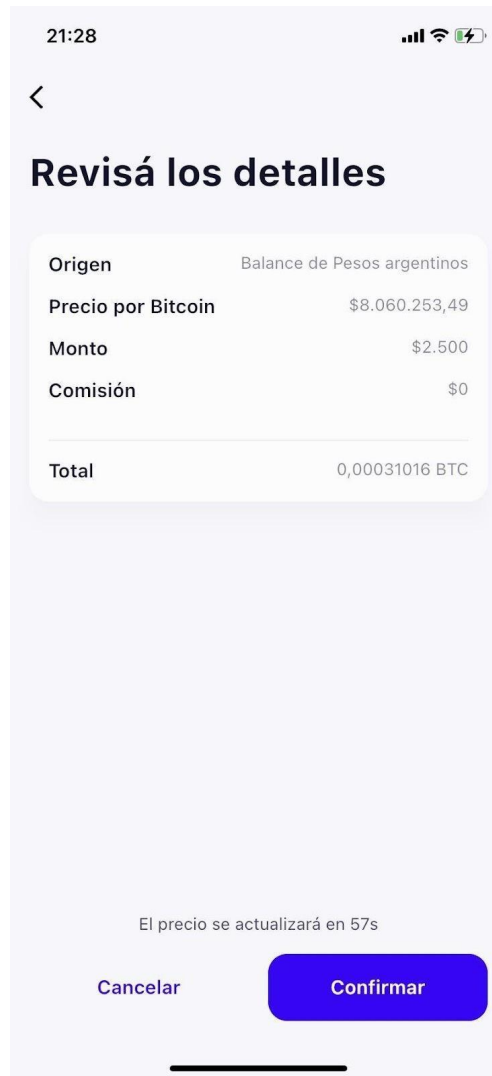 21:28
Revisá los detalles
Origen Balance de Pesos argentinos
Precio por Bitcoin $8.060.253,49
Monto $2.500
Comisión $0
Total 0,00031016 BTC
El precio se actualizará en 57s
Cancelar Confirmar